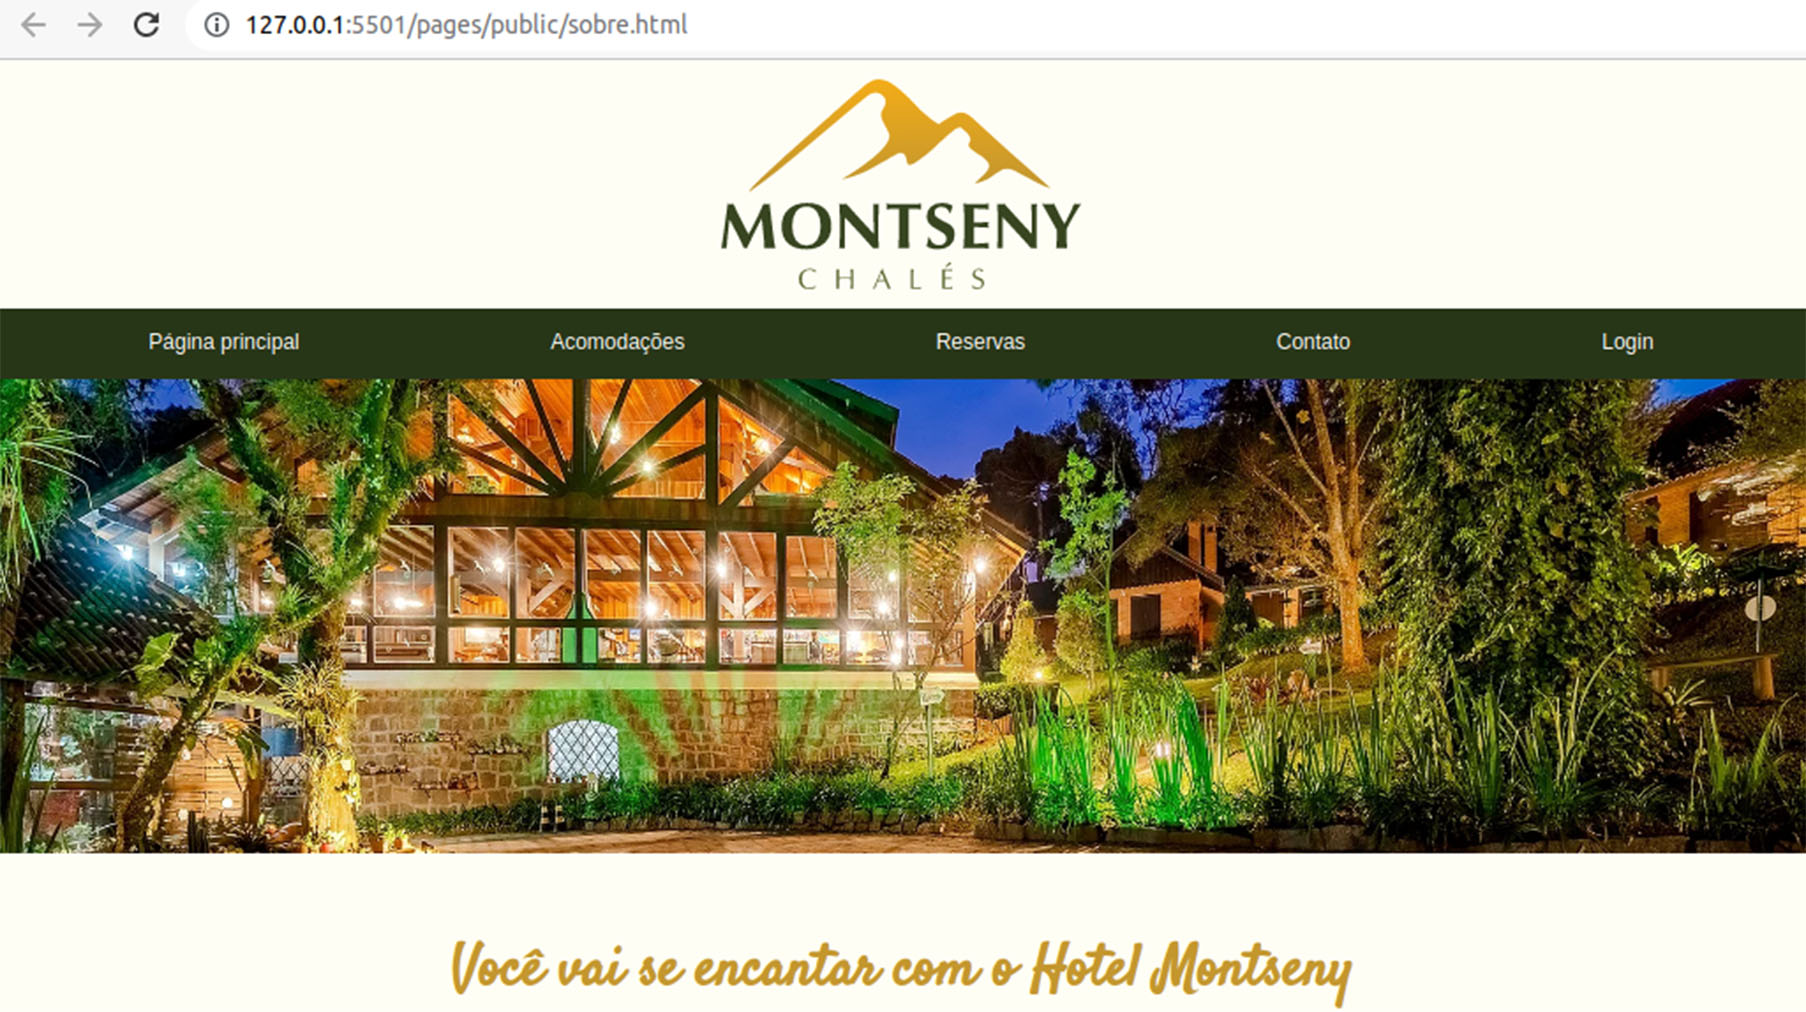 127.0.0.1:5501/pages/public/sobre.html
MONTSENY
CHALÉS
Página principal Acomodações Reservas Contato Login
Você vai se encantar com o Hotel Montseny